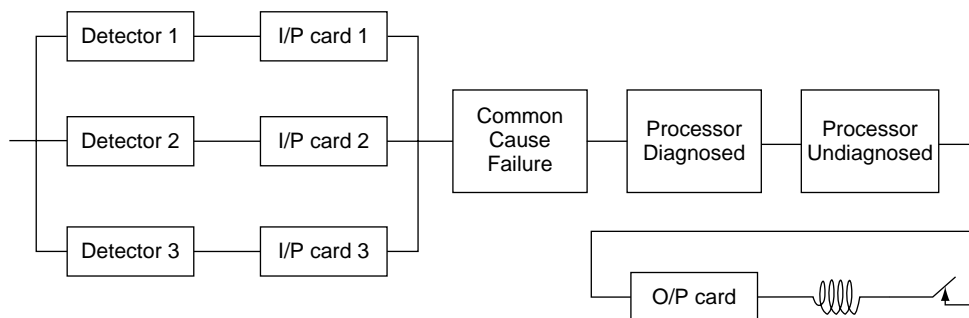 Detector 1
I/P card 1
Detector 2
I/P card 2
Common
Cause
Failure
Processor
Diagnosed
Processor
Undiagnosed
Detector 3
I/P card 3
O/P card